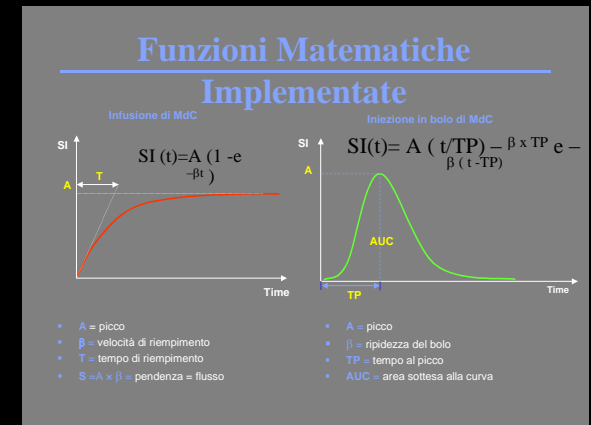 Funzioni Matematiche
Implementate
Infusione di MdC
SI
SI (t)=A (1 -e
–βt )
A
T
Time
A = picco
β = velocità di riempimento
T = tempo di riempimento
S =A × β = pendenza = flusso
Iniezione in bolo di MdC
SI
SI(t)= A ( t/TP) – β x TP e –
β ( t -TP)
A
AUC
TP
Time
A = picco
β = ripidezza del bolo
TP = tempo al picco
AUC = area sottesa alla curva